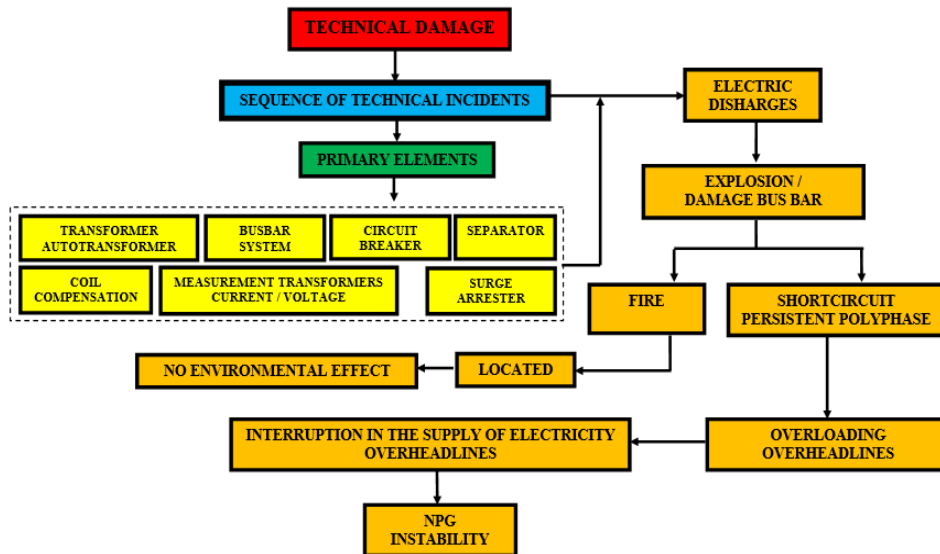 TECHNICAL DAMAGE
SEQUENCE OF TECHNICAL INCIDENTS
ELECTRIC
DISHARGES
PRIMARY ELEMENTS
EXPLOSION /
DAMAGE BUS BAR
TRANSFORMER
AUTOTRANSFORMER
BUSBAR
SYSTEM
CIRCUIT
BREAKER
SEPARATOR
COIL
COMPENSATION
MEASUREMENT TRANSFORMERS
CURRENT / VOLTAGE
SURGE
ARRESTER
FIRE
SHORTCIRCUIT
PERSISTENT POLYPHASE
NO ENVIRONMENTAL EFFECT
LOCATED
INTERRUPTION IN THE SUPPLY OF ELECTRICITY
OVERHEADLINES
OVERLOADING
OVERHEADLINES
NPG
INSTABILITY